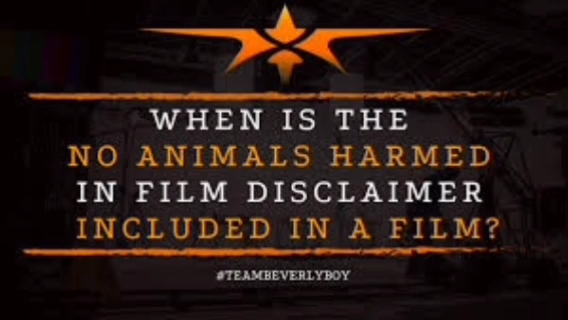 WHEN IS THE
NO ANIMALS HARMED
IN FILM DISCLAIMER
INCLUDED IN A FILM?
#TEAMBEVERLYBOY